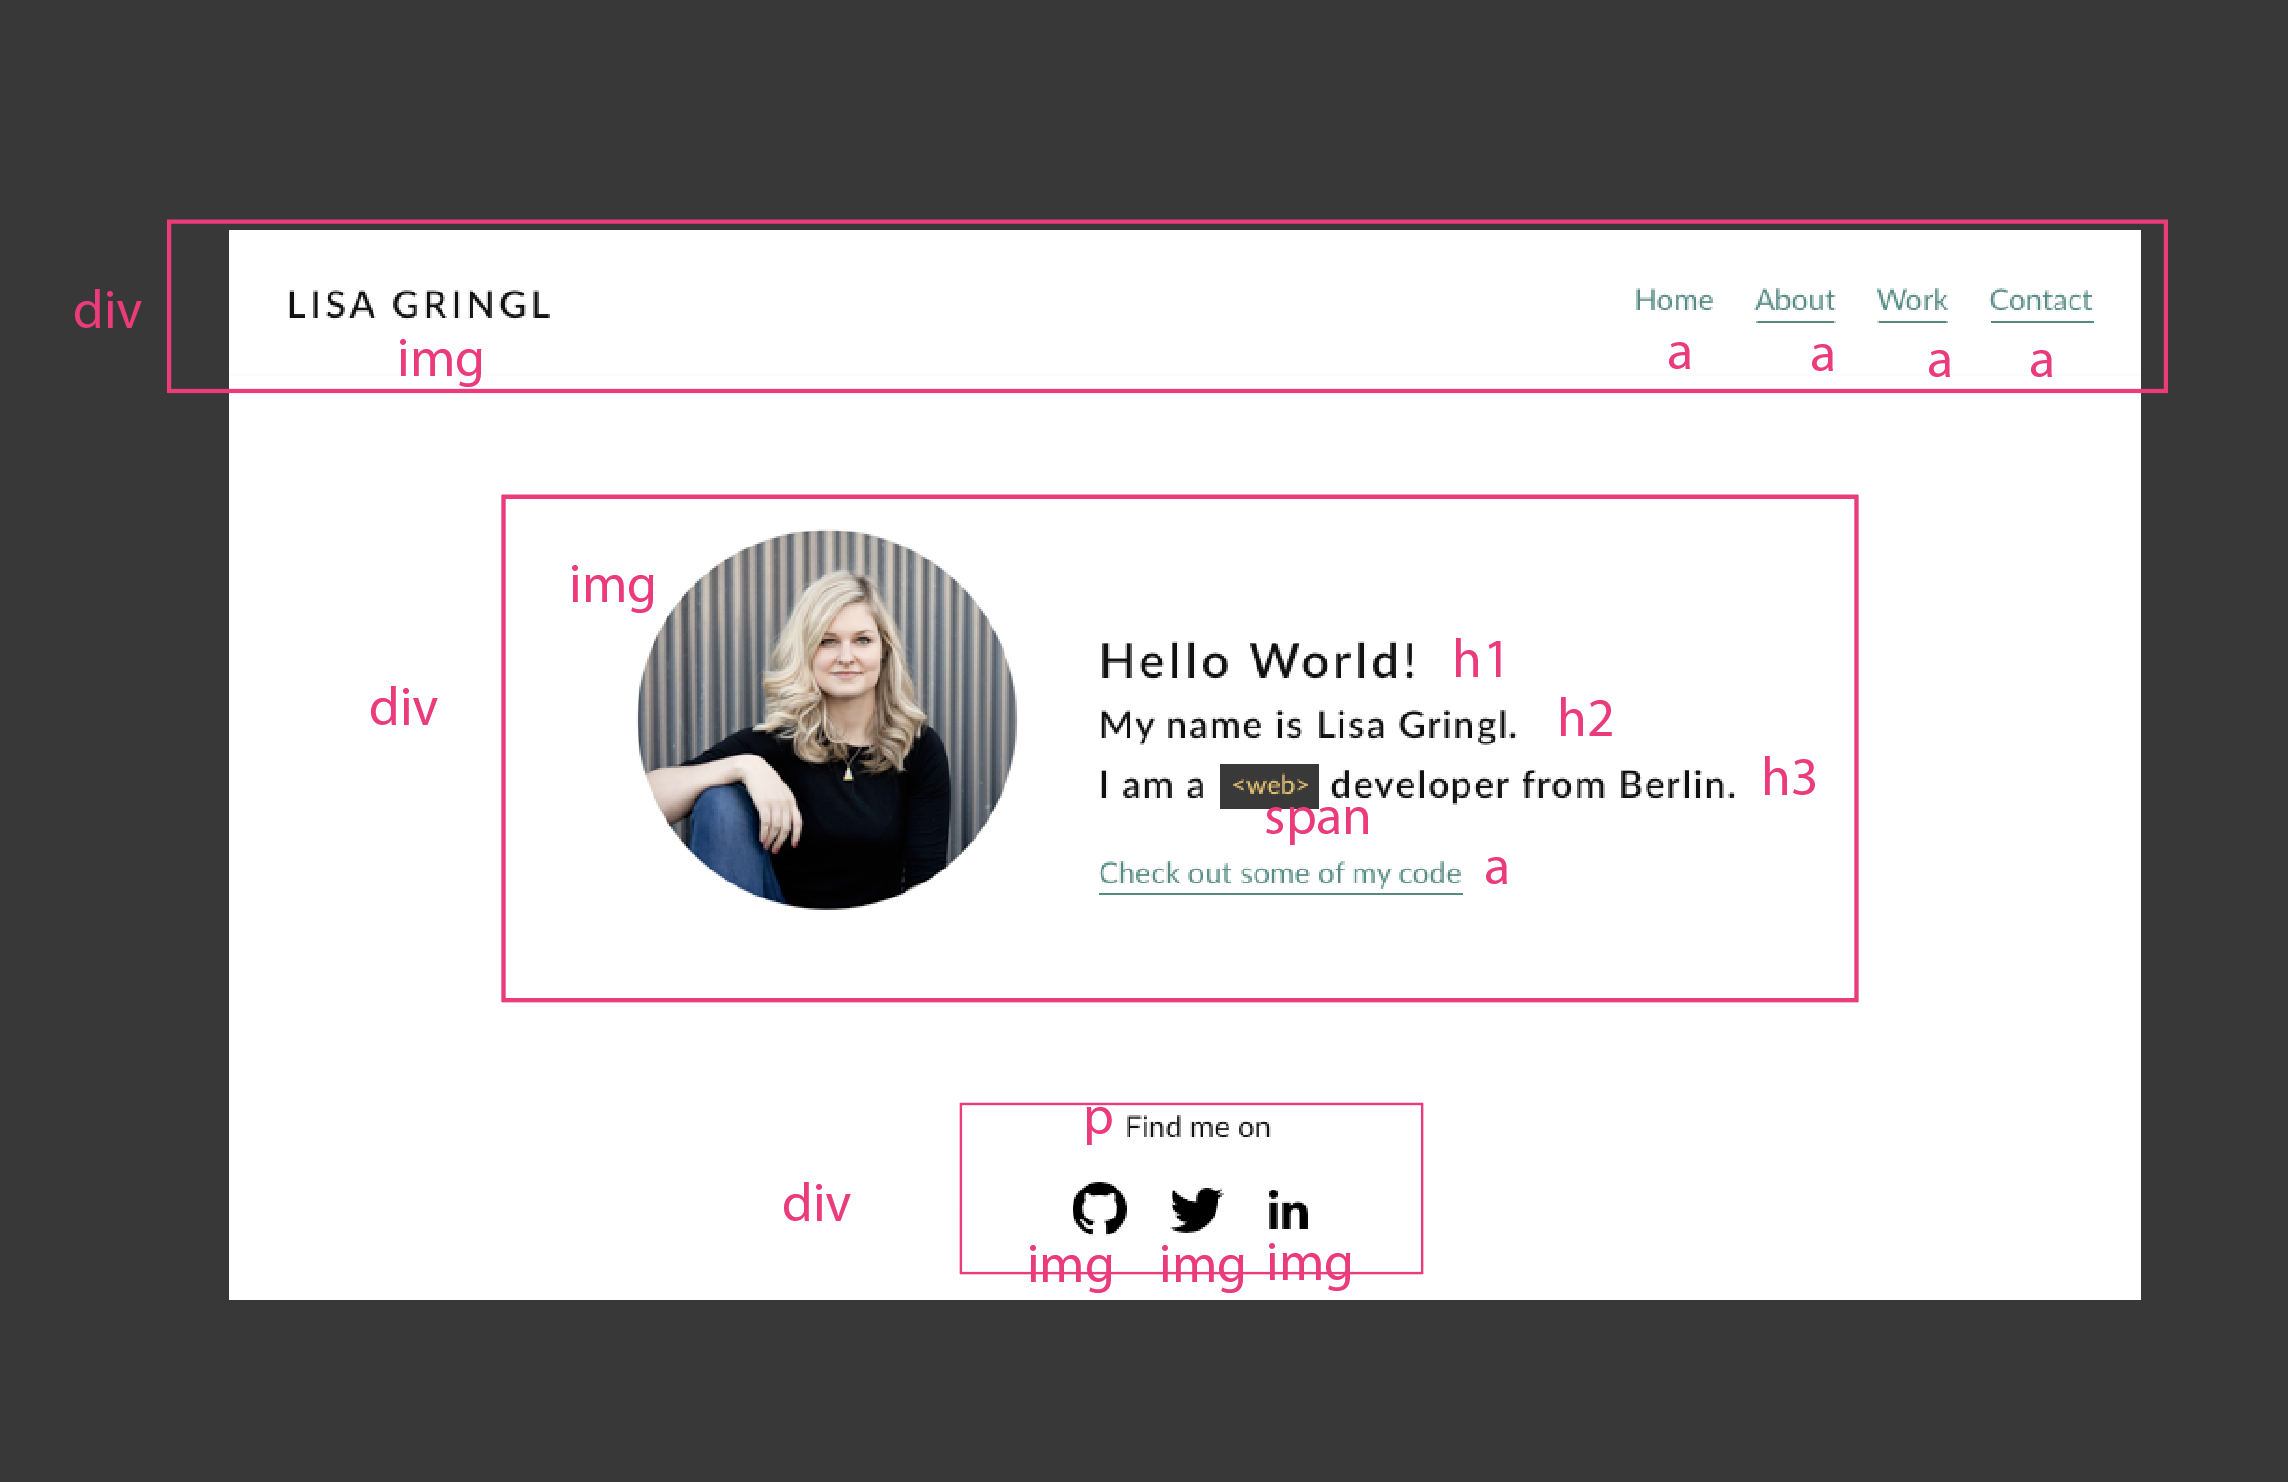 div
LISA GRINGL
img
Home About Work Contact
a a a a
div
img
Hello World! h1
My name is Lisa Gringl. h2
I am a <web> developer from Berlin. h3
span
Check out some of my code a
div
p Find me on
in
img img img